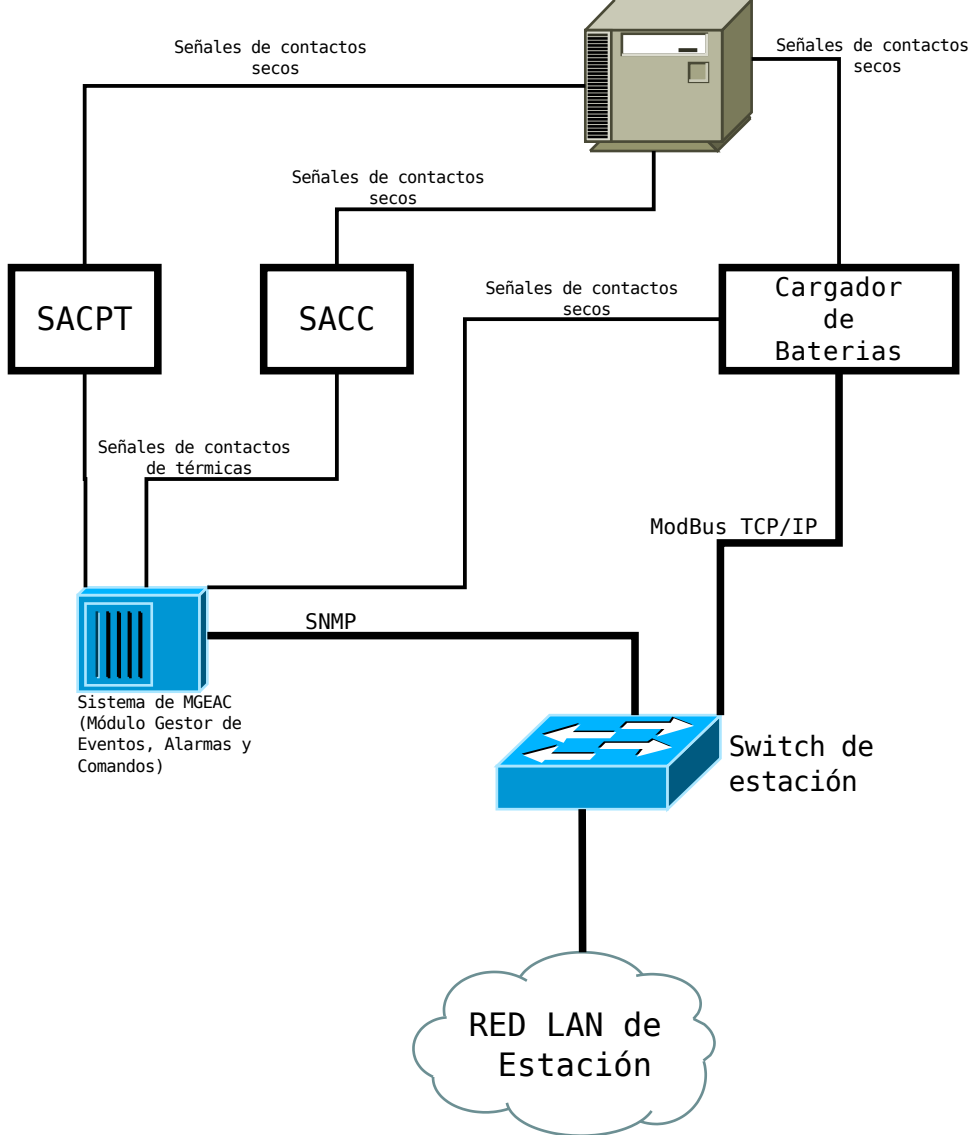 Señales de contactos
secos
Señales de contactos
secos
Señales de contactos
secos
SACPT
SACC
Señales de contactos
secos
Cargador
de
Baterias
Señales de contactos
de térmicas
ModBus TCP/IP
SNMP
Sistema de MGEAC
(Módulo Gestor de
Eventos, Alarmas y
Comandos)
Switch de
estación
RED LAN de
Estación